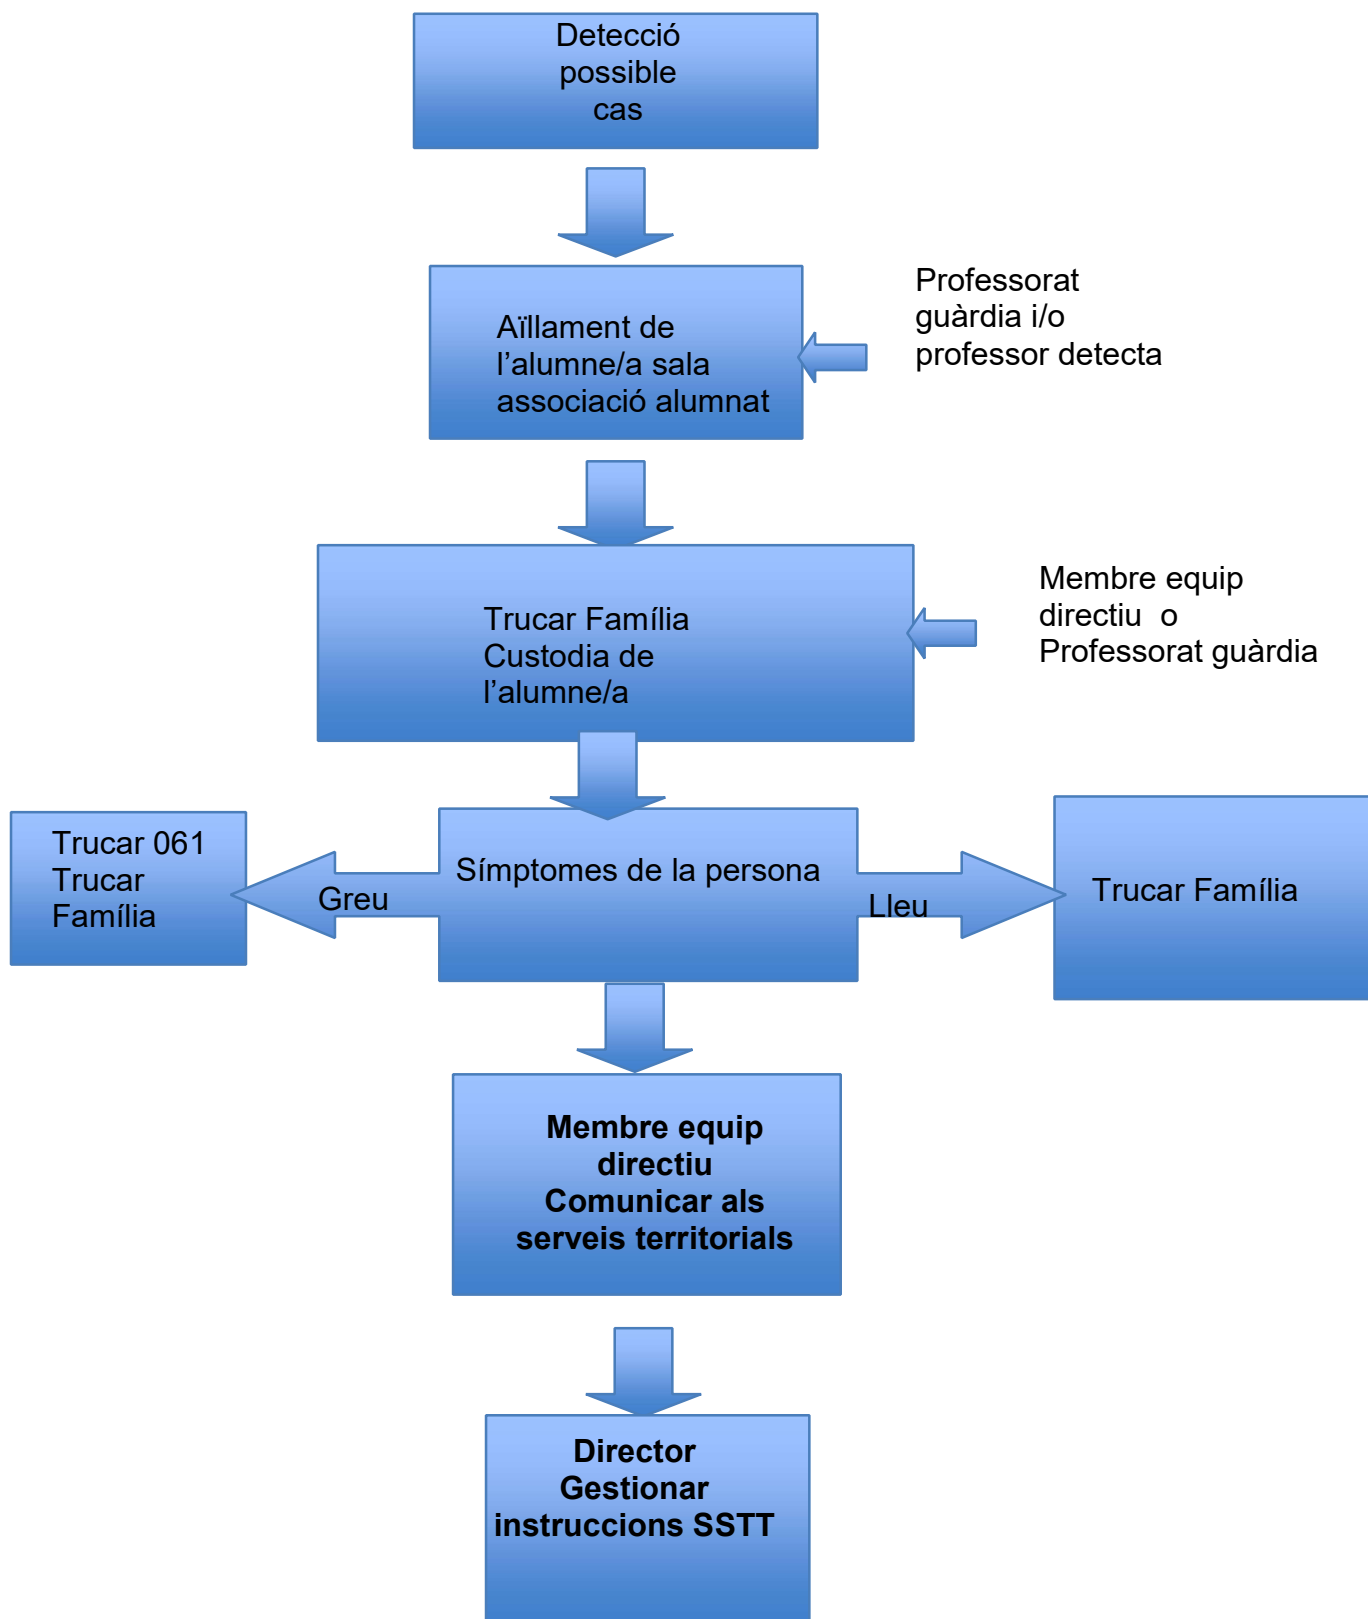 Detecció
possible
cas
Aïllament de
l’alumne/a sala
associació alumnat
Professorat
guàrdia i/o
professor detecta
Trucar Família
Custodia de
l’alumne/a
Membre equip
directiu  o
Professorat guàrdia
Trucar 061
Trucar
Família
Greu
Símptomes de la persona
Lleu
Trucar Família
Membre equip
directiu
Comunicar als
serveis territorials
Director
Gestionar
instruccions SSTT